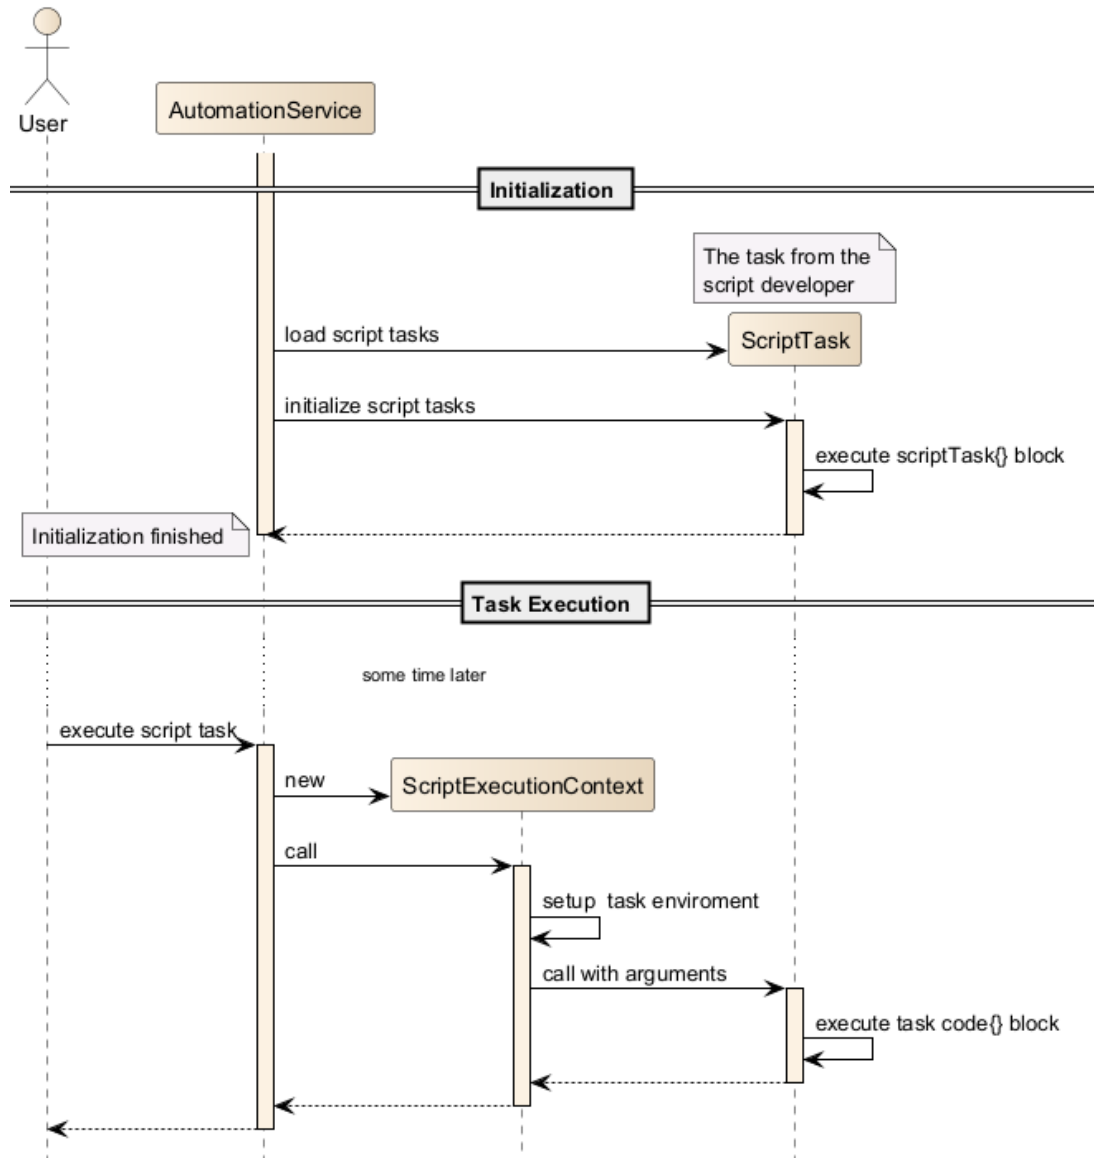 User
AutomationService
Initialization
The task from the
script developer
load script tasks
ScriptTask
initialize script tasks
execute scriptTask{} block
Initialization finished
Task Execution
some time later
execute script task
new
ScriptExecutionContext
call
setup  task enviroment
call with arguments
execute task code{} block